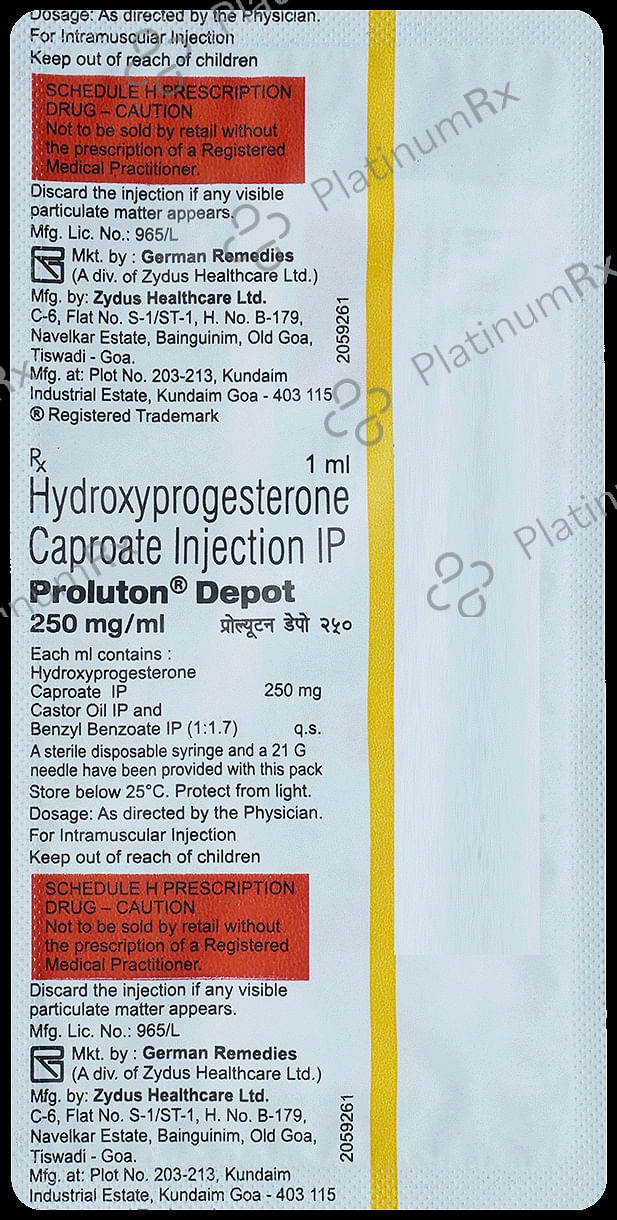 Dosage: As directed by the Physician.
For Intramuscular Injection
Keep out of reach of children
SCHEDULE H PRESCRIPTION
DRUG – CAUTION
Not to be sold by retail without
the prescription of a Registered
Medical Practitioner.
Discard the injection if any visible
particulate matter appears.
Mfg. Lic. No.: 965/L
Mkt. by : German Remedies
(A div. of Zydus Healthcare Ltd.)
Mfg. by: Zydus Healthcare Ltd.
C-6, Flat No. S-1/ST-1, H. No. B-179,
Navelkar Estate, Bainguinim, Old Goa,
Tiswadi - Goa.
Mfg. at: Plot No. 203-213, Kundaim
Industrial Estate, Kundaim Goa - 403 115
® Registered Trademark
2059261
Rx 1 ml
Hydroxyprogesterone
Caproate Injection IP
Proluton® Depot
250 mg/ml प्रोल्यूटन डेपो २५०
Each ml contains :
Hydroxyprogesterone
Caproate IP 250 mg
Castor Oil IP and
Benzyl Benzoate IP (1:1.7) q.s.
A sterile disposable syringe and a 21 G
needle have been provided with this pack
Store below 25°C. Protect from light.
Dosage: As directed by the Physician.
For Intramuscular Injection
Keep out of reach of children
SCHEDULE H PRESCRIPTION
DRUG – CAUTION
Not to be sold by retail without
the prescription of a Registered
Medical Practitioner.
Discard the injection if any visible
particulate matter appears.
Mfg. Lic. No.: 965/L
Mkt. by : German Remedies
(A div. of Zydus Healthcare Ltd.)
Mfg. by: Zydus Healthcare Ltd.
C-6, Flat No. S-1/ST-1, H. No. B-179,
Navelkar Estate, Bainguinim, Old Goa,
Tiswadi - Goa.
Mfg. at: Plot No. 203-213, Kundaim
Industrial Estate, Kundaim Goa - 403 115
2059261
PlatinumRx
PlatinumRx